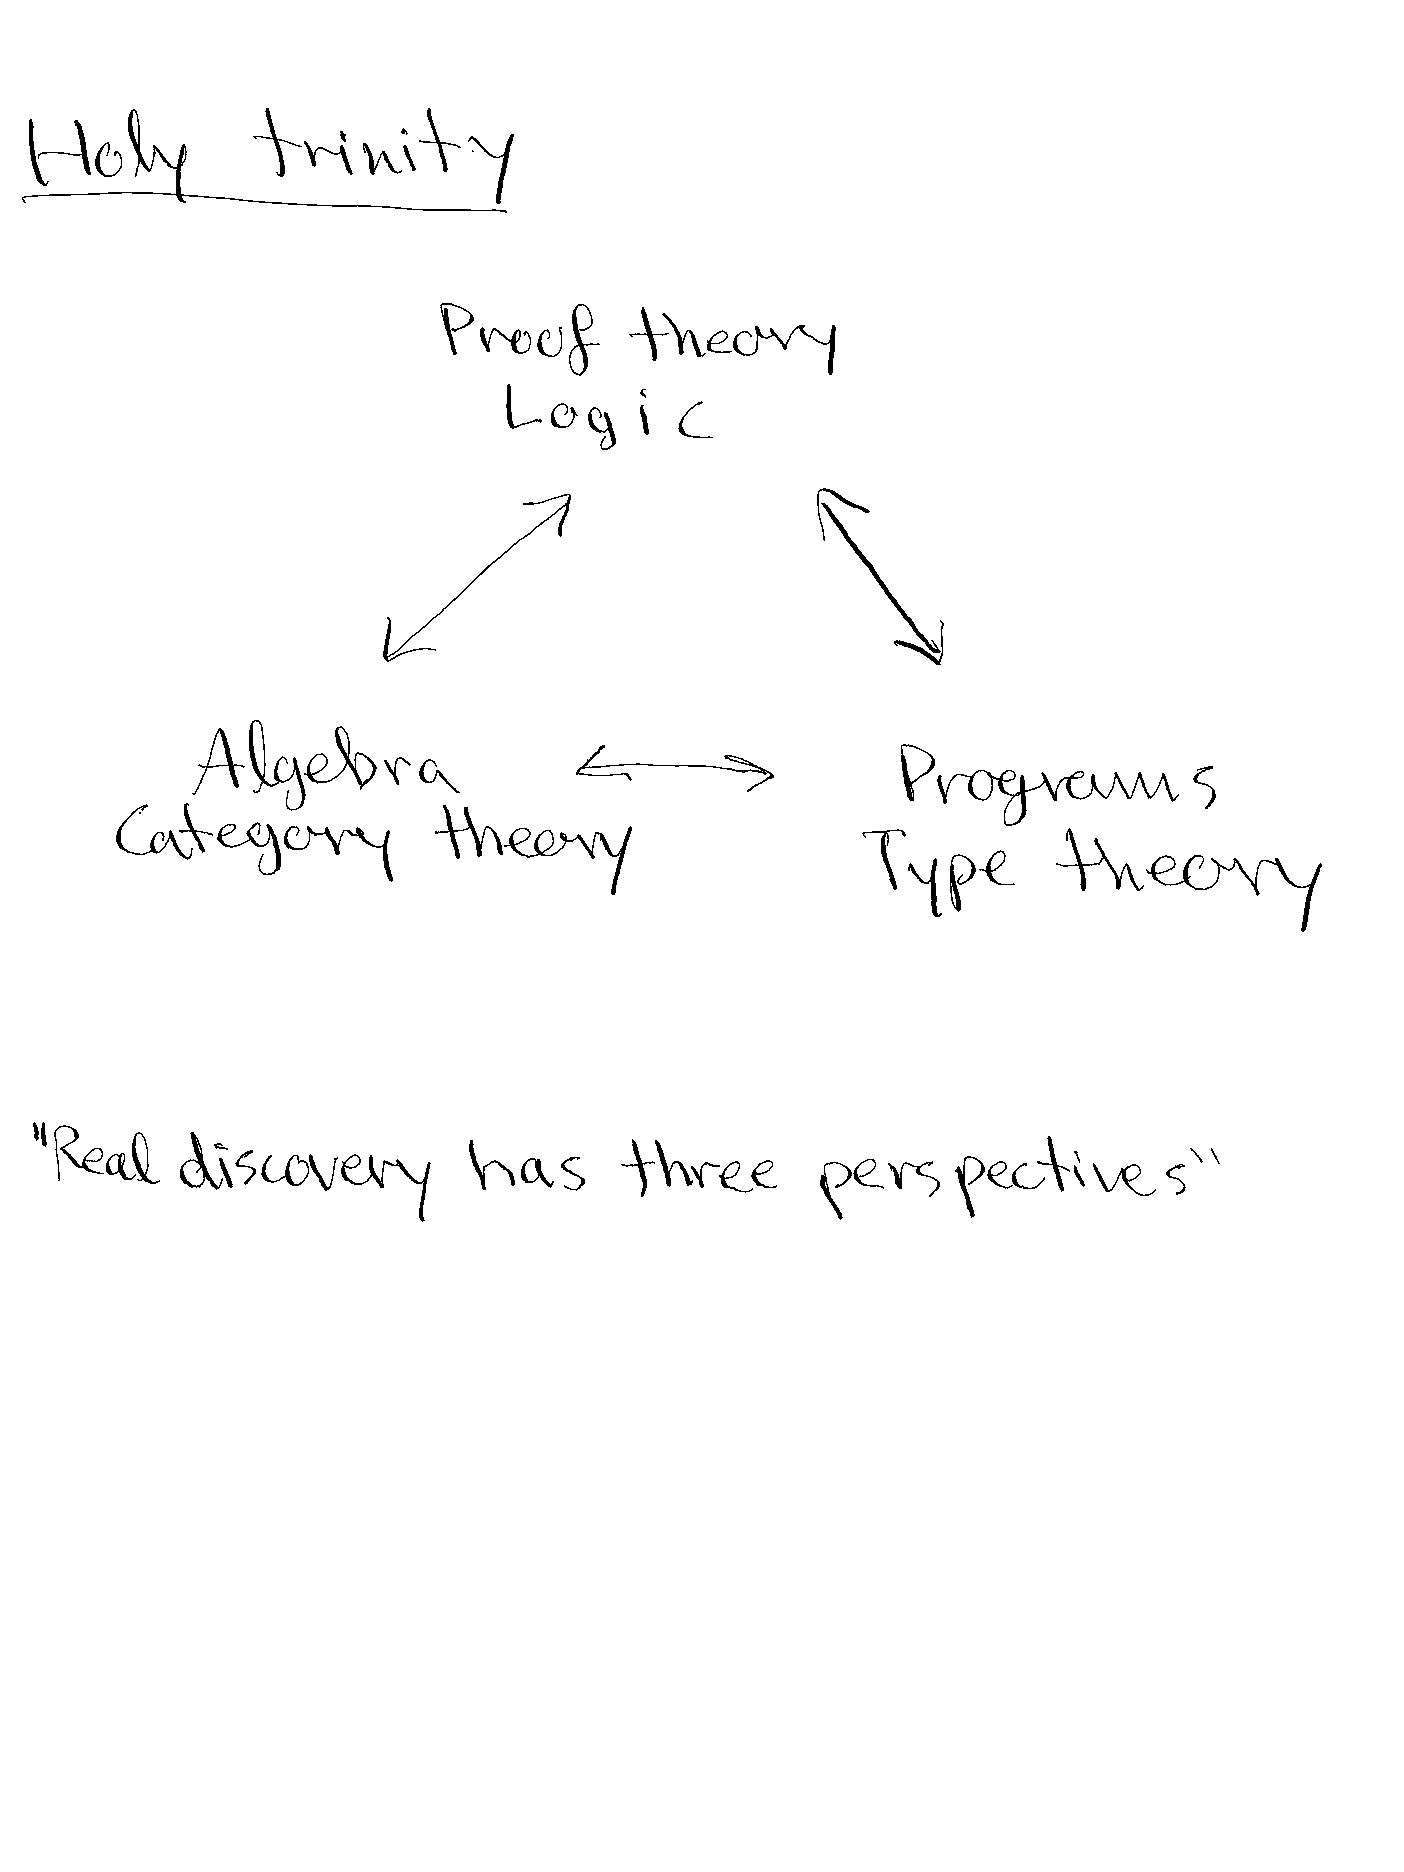 Holy trinity
Proof theory
Logic
Algebra
Category theory
Programs
Type theory
"Real discovery has three perspectives"